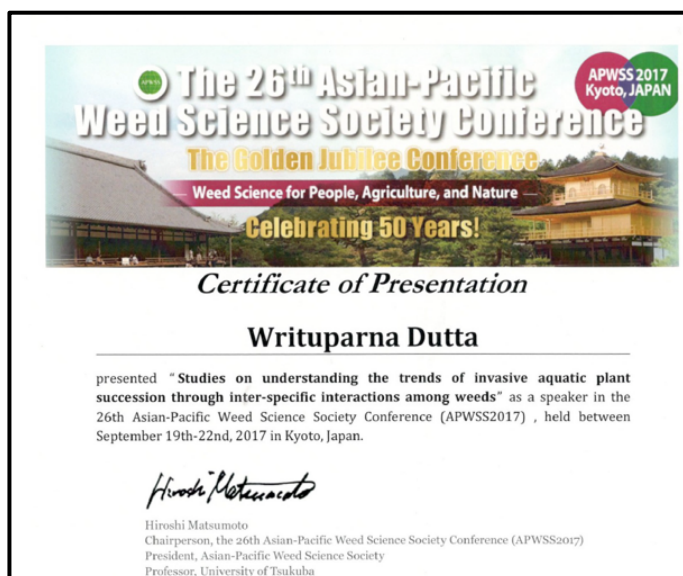 APWSS
The 26th Asian-Pacific
Weed Science Society Conference
APWSS 2017
Kyoto, JAPAN
The Golden Jubilee Conference
Weed Science for People, Agriculture, and Nature
Celebrating 50 Years!
Certificate of Presentation
Writuparna Dutta
presented "Studies on understanding the trends of invasive aquatic plant
succession through inter-specific interactions among weeds" as a speaker in the
26th Asian-Pacific Weed Science Society Conference (APWSS2017) , held between
September 19th-22nd, 2017 in Kyoto, Japan.
Hiroshi Matsumoto
Hiroshi Matsumoto
Chairperson, the 26th Asian-Pacific Weed Science Society Conference (APWSS2017)
President, Asian-Pacific Weed Science Society
Professor, University of Tsukuba